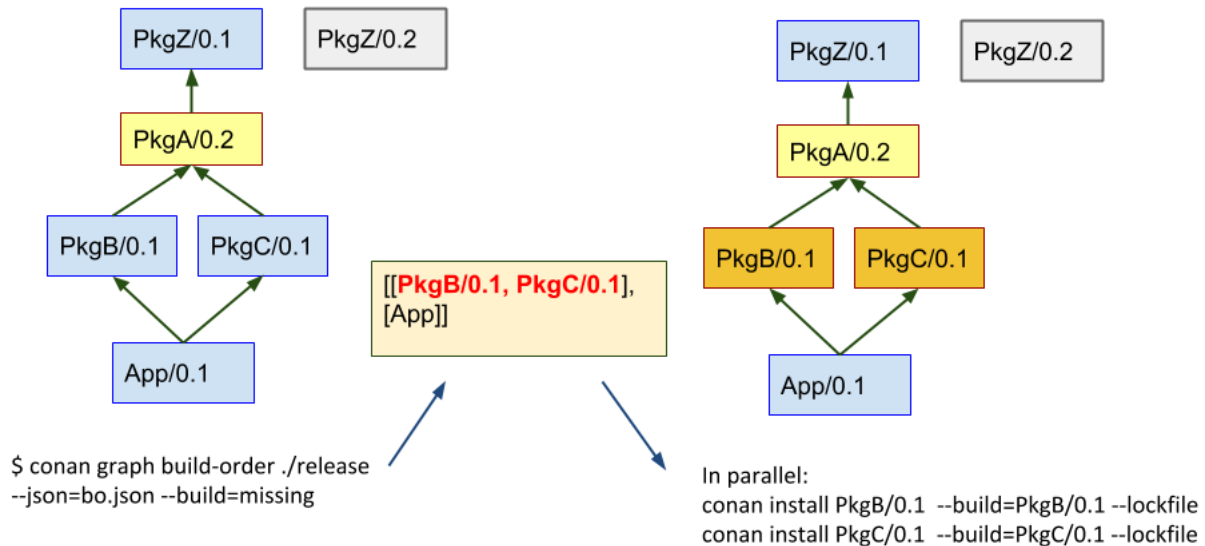 PkgZ/0.1
PkgZ/0.2
PkgA/0.2
PkgB/0.1
PkgC/0.1
App/0.1
$ conan graph build-order ./release
--json=bo.json --build=missing
[[PkgB/0.1, PkgC/0.1],
[App]]
PkgZ/0.1
PkgZ/0.2
PkgA/0.2
PkgB/0.1
PkgC/0.1
App/0.1
In parallel:
conan install PkgB/0.1 --build=PkgB/0.1 --lockfile
conan install PkgC/0.1 --build=PkgC/0.1 --lockfile